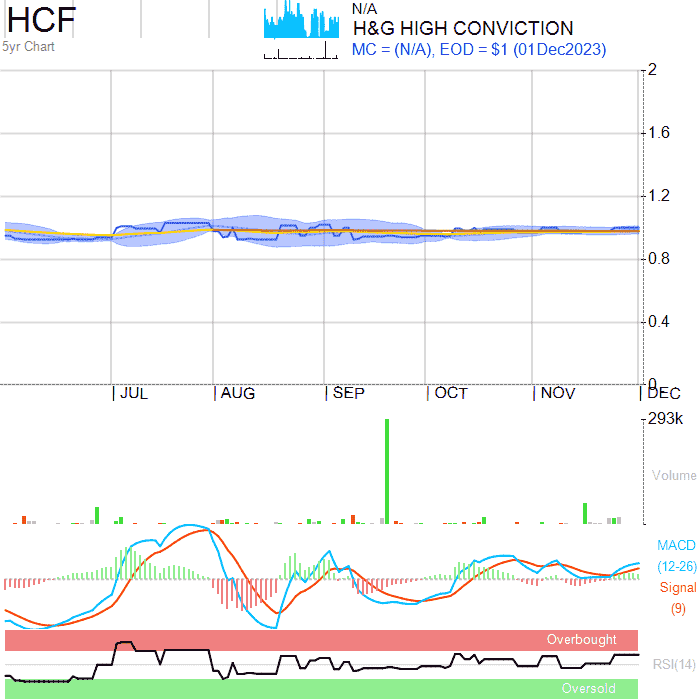 HCF
5yr Chart
N/A
H&G HIGH CONVICTION
MC = (N/A), EOD = $1 (01Dec2023)
2
1.6
1.2
0.8
0.4
0
JUL AUG SEP OCT NOV DEC
293k
Volume
MACD
(12-26)
Signal
(9)
Overbought
RSI(14)
Oversold